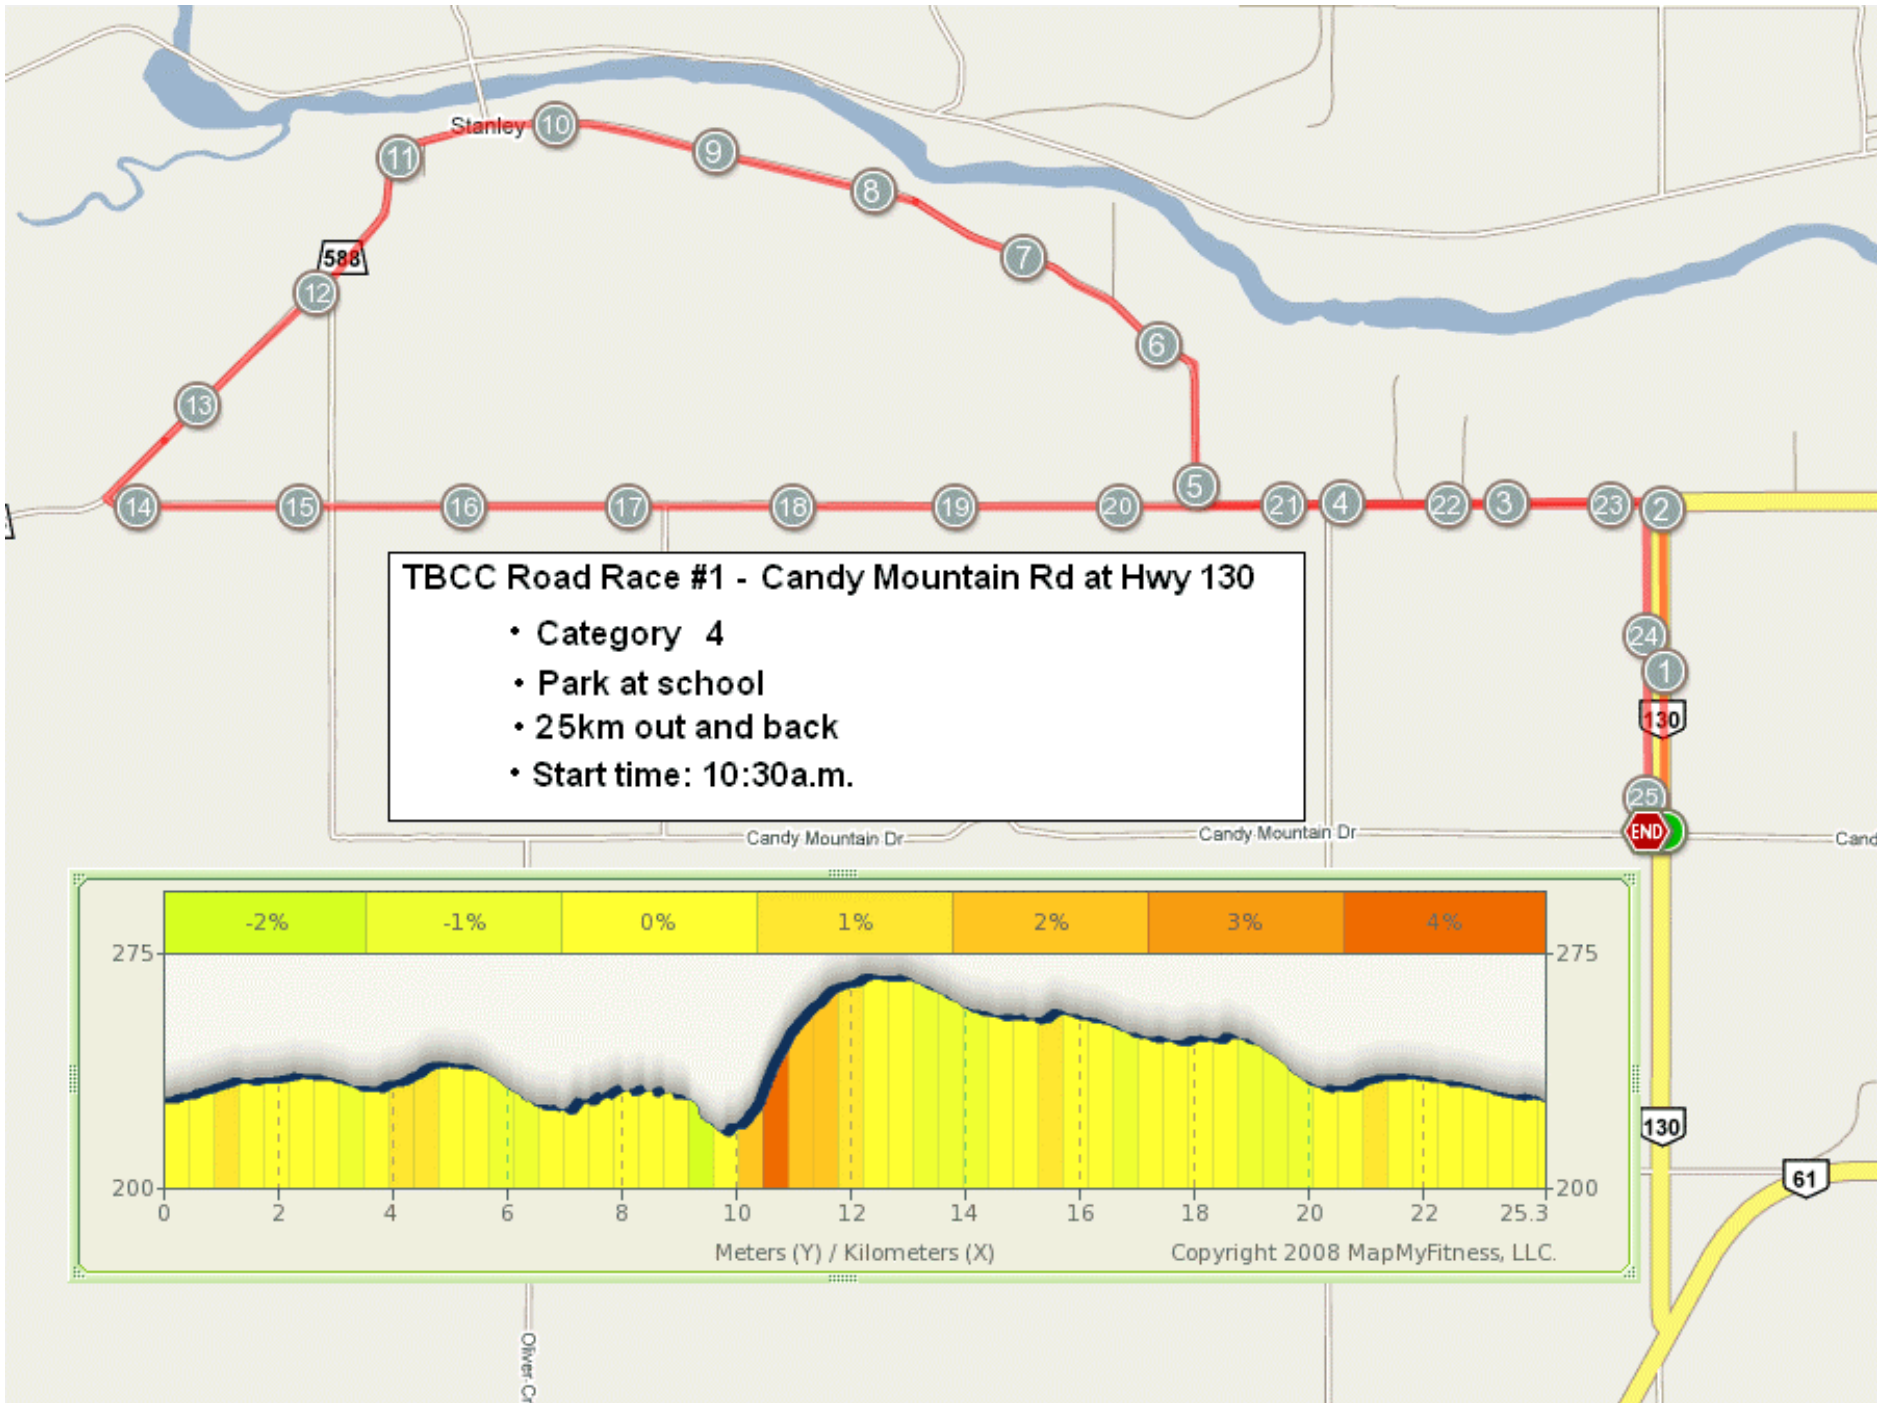 Stanley
10
11
9
8
588
7
12
6
13
5
14
15
16
17
18
19
20
21
4
22
3
23
2
TBCC Road Race #1 - Candy Mountain Rd at Hwy 130
• Category 4
• Park at school
• 25km out and back
• Start time: 10:30a.m.
24
1
130
25
END
Candy Mountain Dr
Candy Mountain Dr
Cand
-2% -1% 0% 1% 2% 3% 4%
275 275
200 200
0 2 4 6 8 10 12 14 16 18 20 22 25.3
Meters (Y) / Kilometers (X) Copyright 2008 MapMyFitness, LLC.
130
61
Oliver Cr